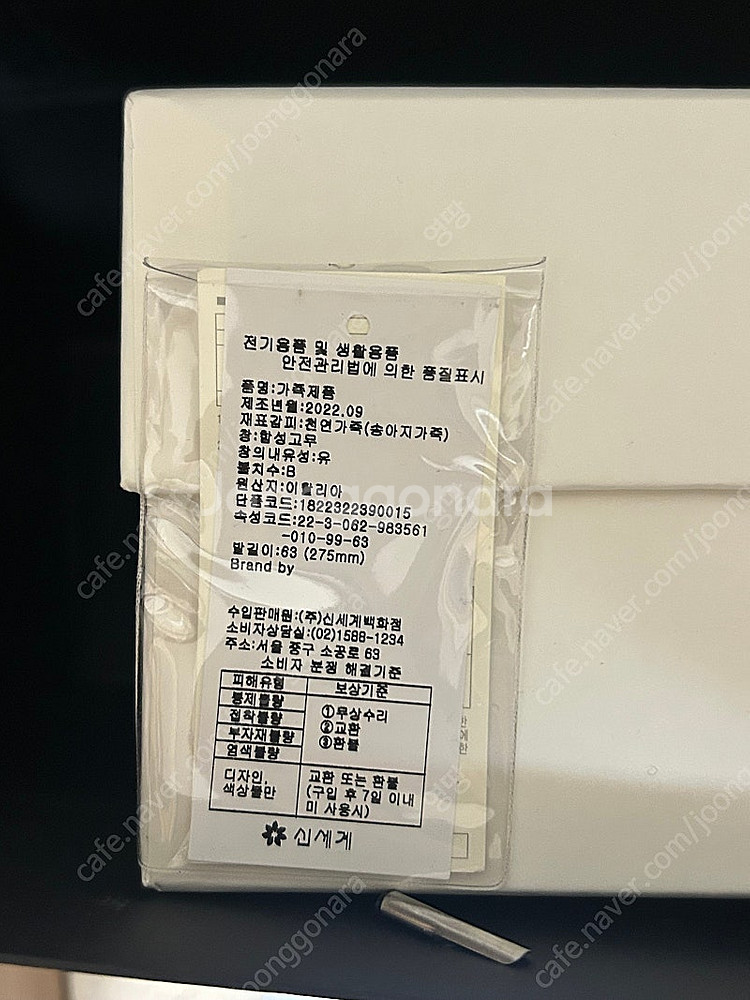 전기용품 및 생활용품
안전관리법에 의한 품질표시
품명:가죽제품
제조년월:2022.09
재표갑피:천연가죽(송아지가죽)
창:합성고무
창의내유성:유
볼치수:B
원산지:이탈리아
단품코드:1822322390015
속성코드:22-3-062-983561
-010-99-63
발길이:63 (275mm)
Brand by
수입판매원:(주)신세계백화점
소비자상담실:(02)1588-1234
주소:서울 중구 소공로 63
소비자 분쟁 해결기준
피해유형 보상기준
봉제불량
접착불량
부자재불량
염색불량
①무상수리
②교환
③환불
디자인,
색상불만
교환 또는 환불
(구입 후 7일 이내
미 사용시)
신세계
joonggonara
cafe.naver.com/joonggonara
영땅